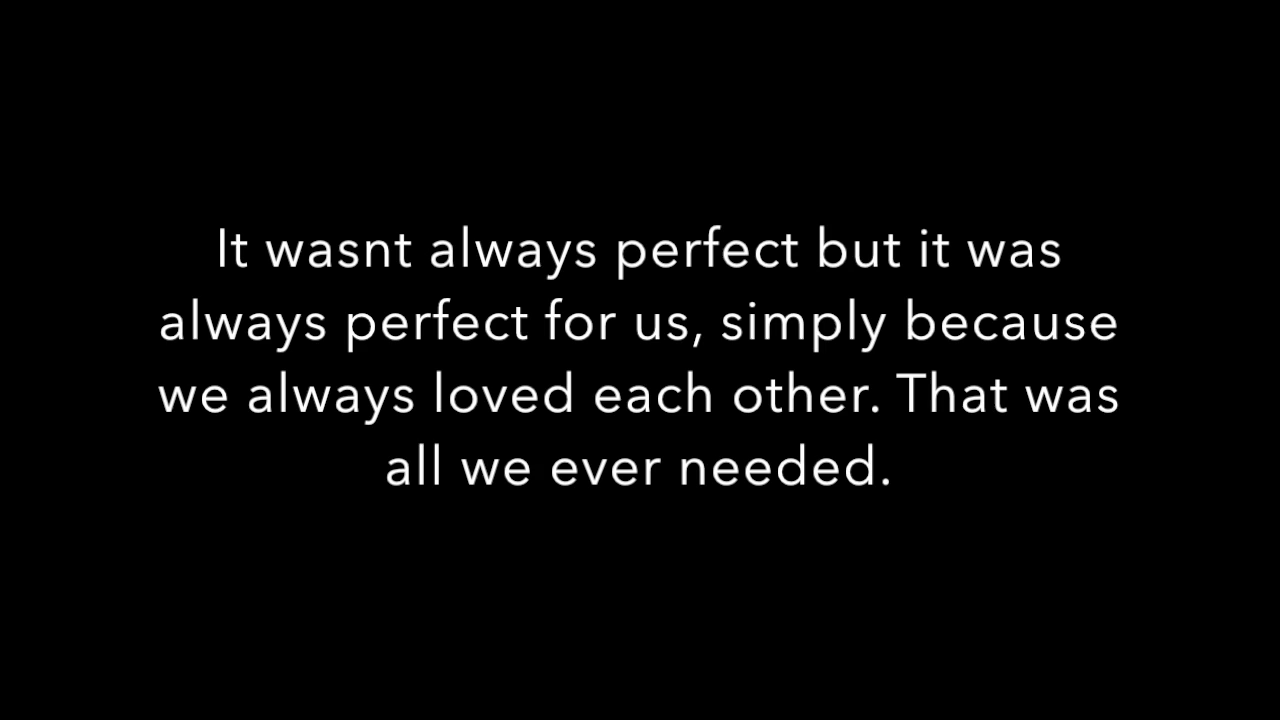 It wasnt always perfect but it was
always perfect for us, simply because
we always loved each other. That was
all we ever needed.